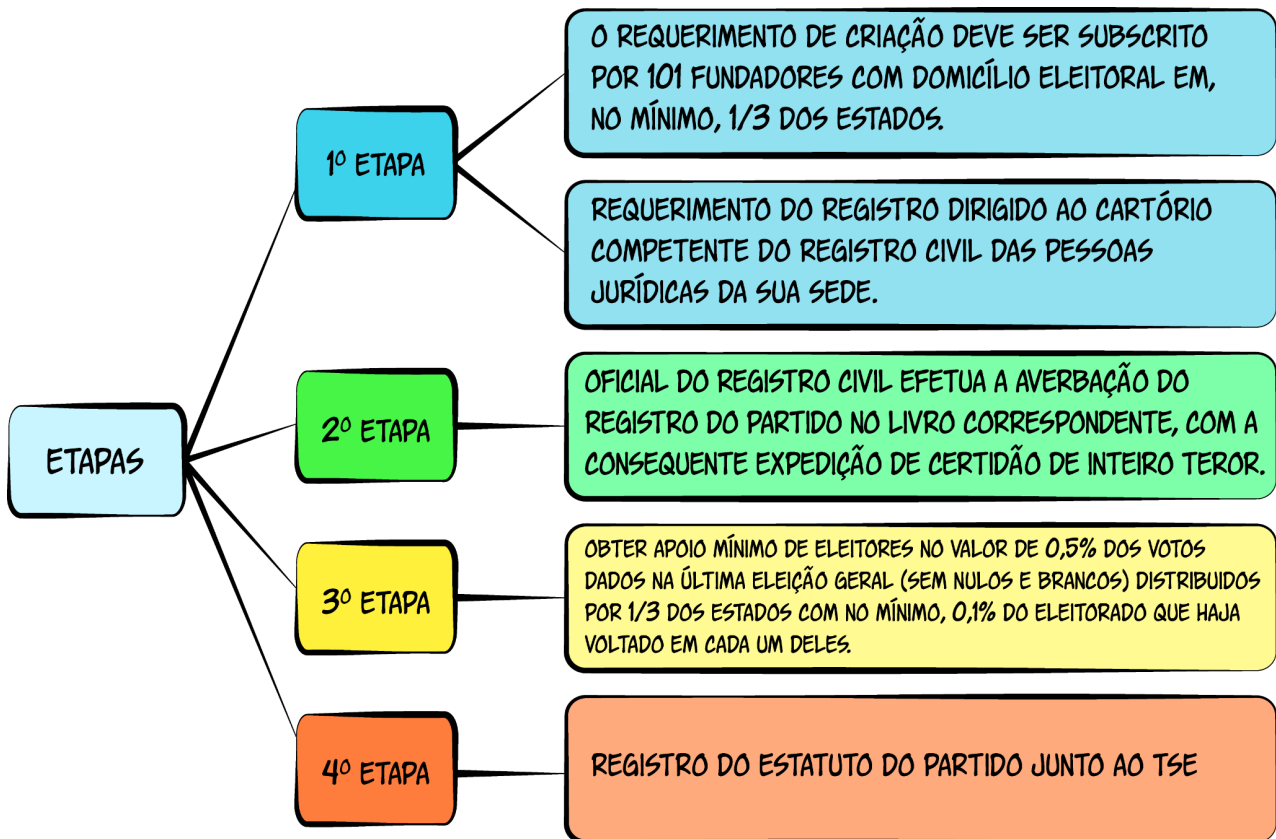 ETAPAS
1º ETAPA
O REQUERIMENTO DE CRIAÇÃO DEVE SER SUBSCRITO
POR 101 FUNDADORES COM DOMICÍLIO ELEITORAL EM,
NO MÍNIMO, 1/3 DOS ESTADOS.
REQUERIMENTO DO REGISTRO DIRIGIDO AO CARTÓRIO
COMPETENTE DO REGISTRO CIVIL DAS PESSOAS
JURÍDICAS DA SUA SEDE.
2º ETAPA
OFICIAL DO REGISTRO CIVIL EFETUA A AVERBAÇÃO DO
REGISTRO DO PARTIDO NO LIVRO CORRESPONDENTE, COM A
CONSEQUENTE EXPEDIÇÃO DE CERTIDÃO DE INTEIRO TEROR.
3º ETAPA
OBTER APOIO MÍNIMO DE ELEITORES NO VALOR DE 0,5% DOS VOTOS
DADOS NA ÚLTIMA ELEIÇÃO GERAL (SEM NULOS E BRANCOS) DISTRIBUIDOS
POR 1/3 DOS ESTADOS COM NO MÍNIMO, 0,1% DO ELEITORADO QUE HAJA
VOLTADO EM CADA UM DELES.
4º ETAPA
REGISTRO DO ESTATUTO DO PARTIDO JUNTO AO TSE